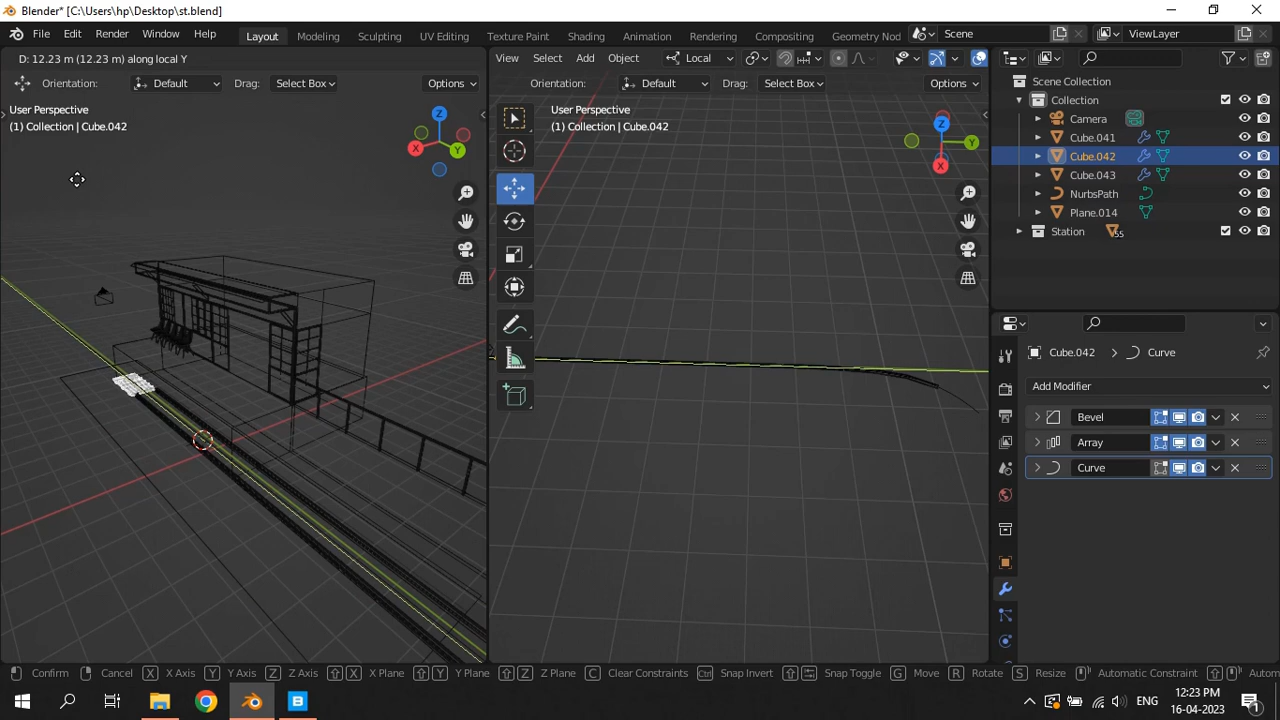 Blender* [C:\Users\hp\Desktop\st.blend]
File Edit Render Window Help Layout Modeling Sculpting UV Editing Texture Paint Shading Animation Rendering Compositing Scene ViewLayer
D: 12.23 m (12.23 m) along local Y
View Select Add Object Local
Orientation: Default Drag: Select Box Options
Orientation: Default Drag: Select Box Options
User Perspective
(1) Collection | Cube.042
Z
X
Y
User Perspective
(1) Collection | Cube.042
Z
Y
X
Scene Collection
Collection
Camera
Cube.041
Cube.042
Cube.043
NurbsPath
Plane.014
Station 55
Cube.042 Curve
Add Modifier
Bevel
Array
Curve
Confirm Cancel X X Axis Y Y Axis Z Z Axis X X Plane Y Y Plane Z Z Plane C Clear Constraints Ctrl Snap Invert Snap Toggle G Move R Rotate S Resize Automatic Constraint Automa
ENG
12:23 PM
16-04-2023
1